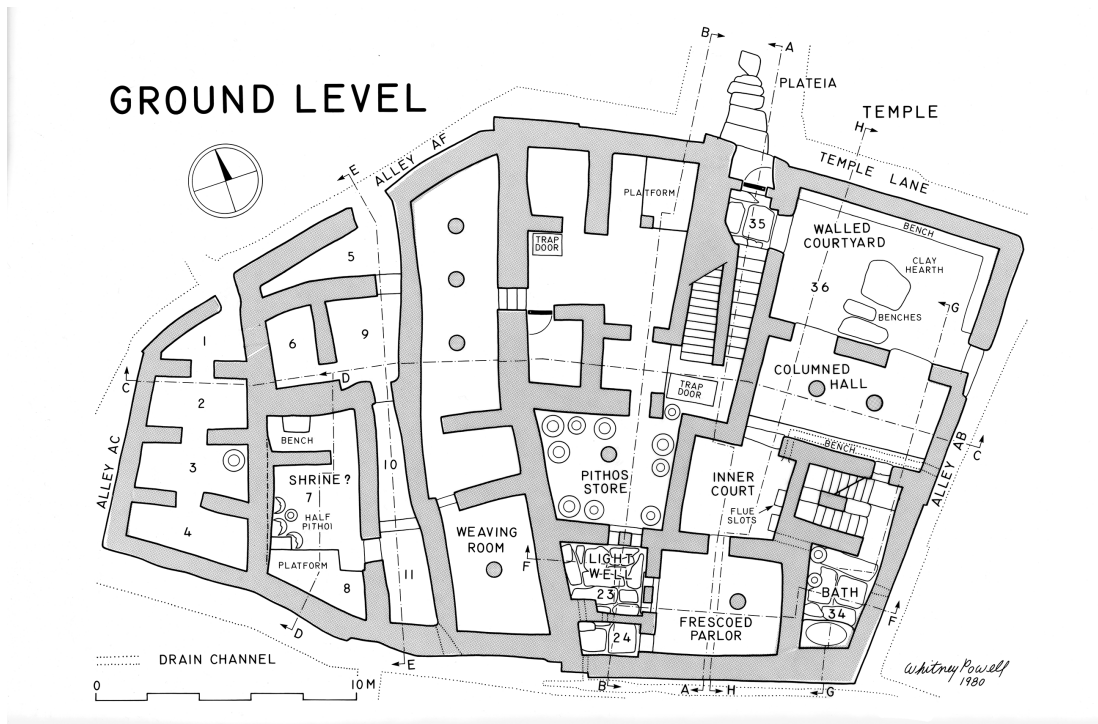 GROUND LEVEL
B
A
PLATEIA
TEMPLE
H
TEMPLE LANE
ALLEY AF
E
PLATFORM
35
WALLED
COURTYARD
BENCH
TRAP
DOOR
5
CLAY
HEARTH
36
G
BENCHES
1
6
9
C
D
2
COLUMNED
HALL
TRAP
DOOR
BENCH
3
10
SHRINE?
7
HALF
PITHOI
PITHOS
STORE
INNER
COURT
BENCH
C
ALLEY AB
ALLEY AC
FLUE
SLOTS
4
WEAVING
ROOM
F
LIGHT
WELL
23
PLATFORM
8
11
BATH
34
F
24
FRESCOED
PARLOR
D
E
B
A
H
G
DRAIN CHANNEL
0
10 M
Whitney Powell
1980